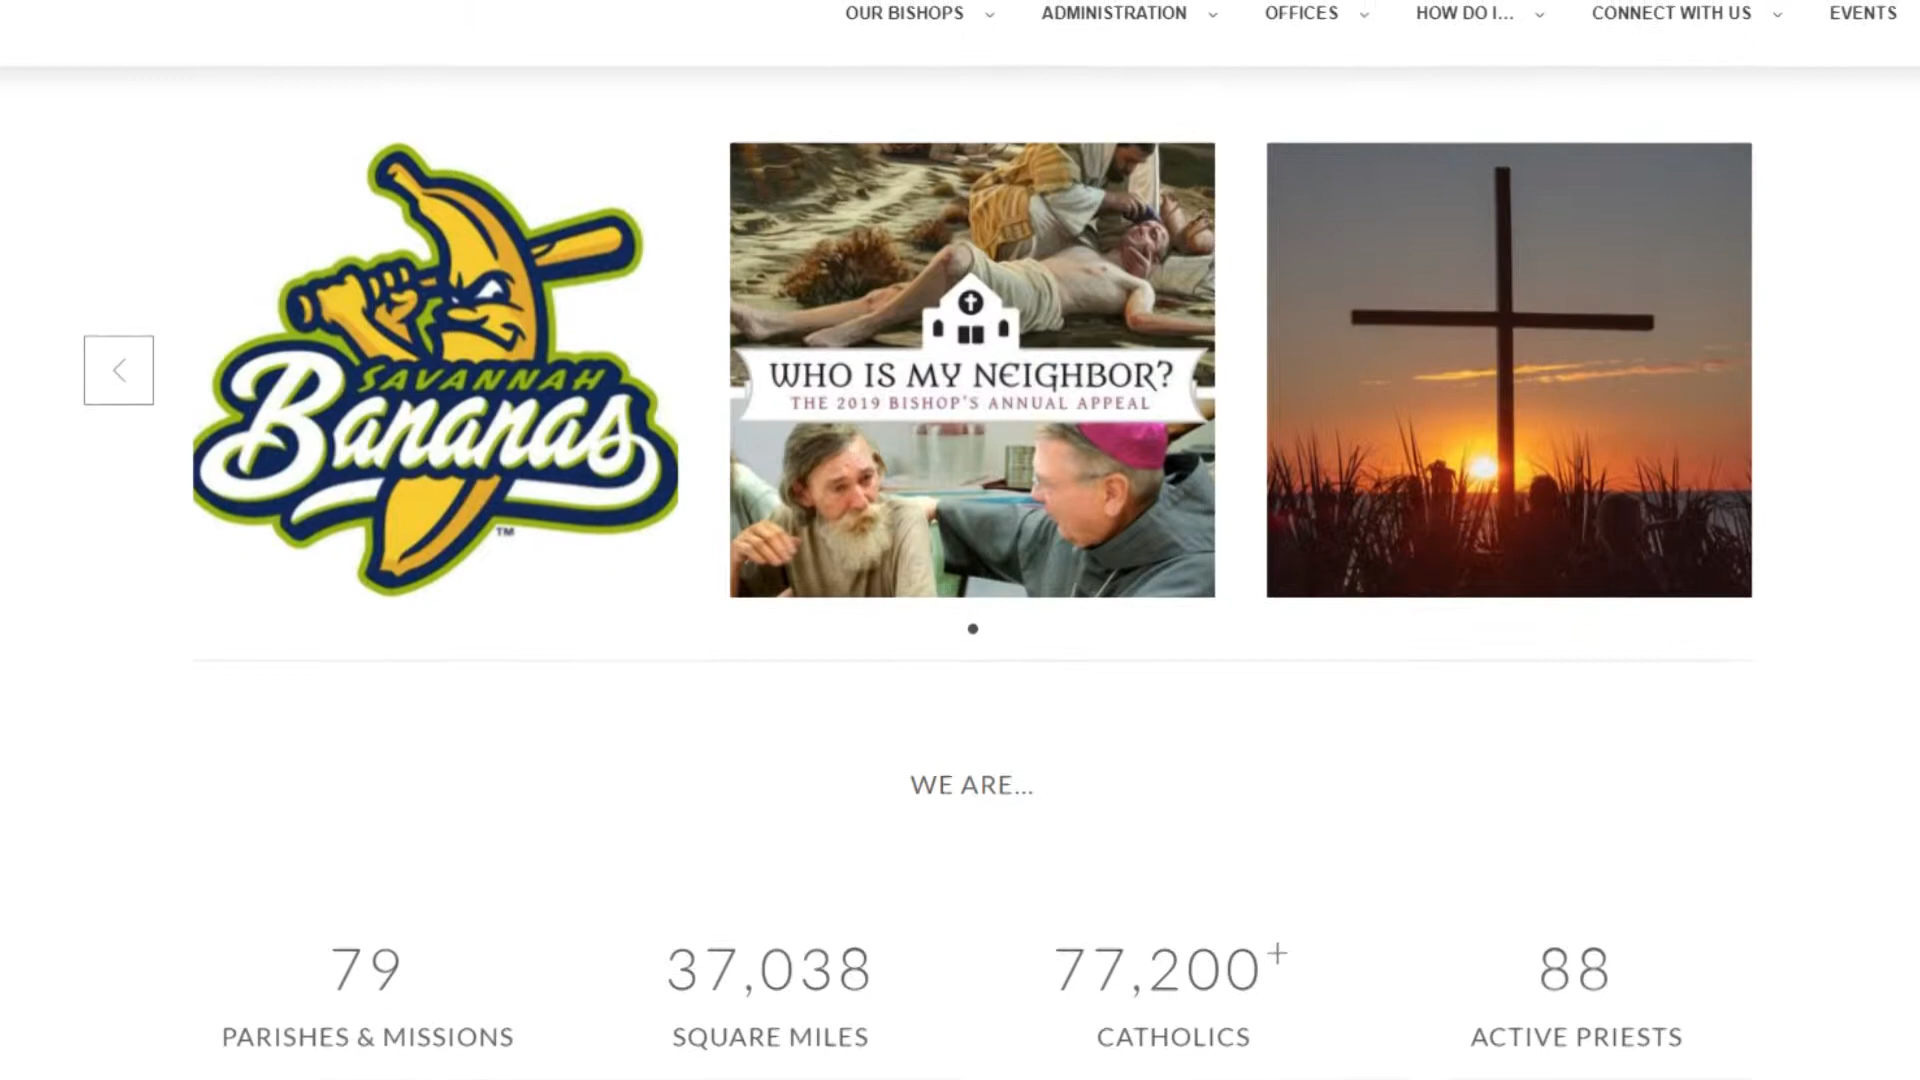 OUR BISHOPS ADMINISTRATION OFFICES HOW DO I... CONNECT WITH US EVENTS
SAVANNAH
Bananas
TM
WHO IS MY NEIGHBOR?
THE 2019 BISHOP'S ANNUAL APPEAL
WE ARE...
79 37,038 77,200+ 88
PARISHES & MISSIONS SQUARE MILES CATHOLICS ACTIVE PRIESTS